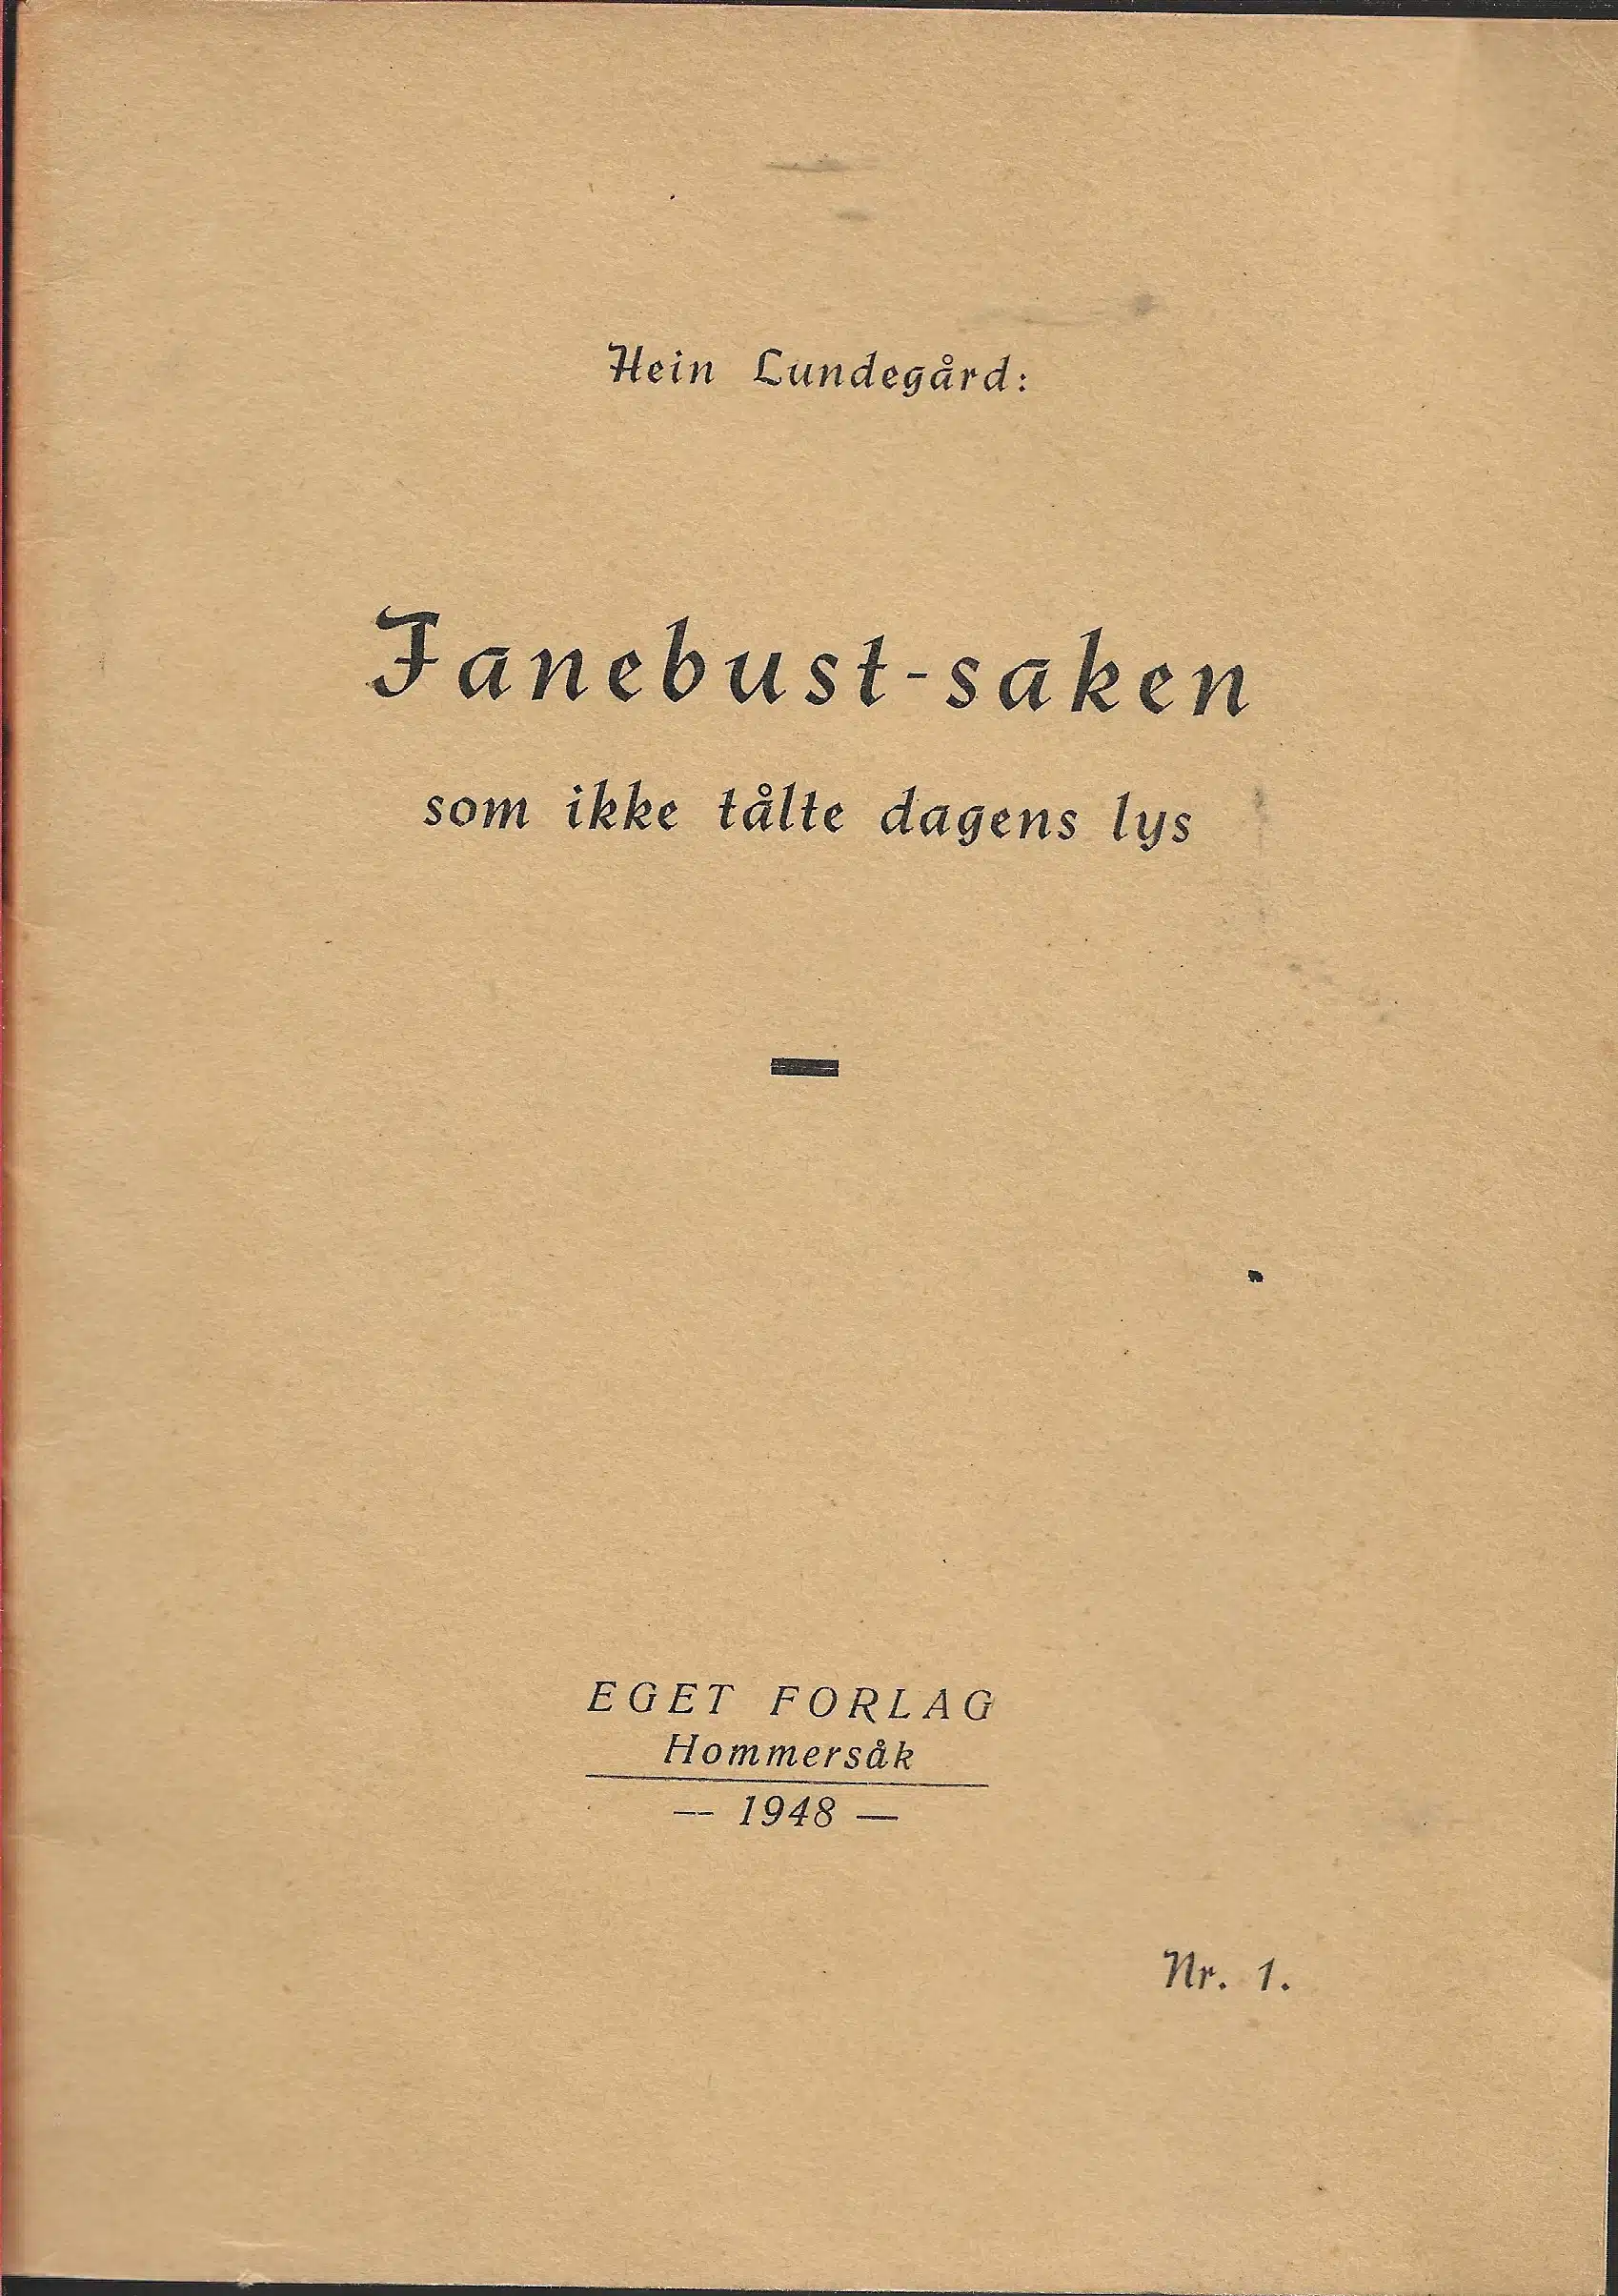 Hein Lundegård:
Fanebust-saken
som ikke tålte dagens lys
EGET FORLAG
Hommersåk
— 1948 —
Nr. 1.